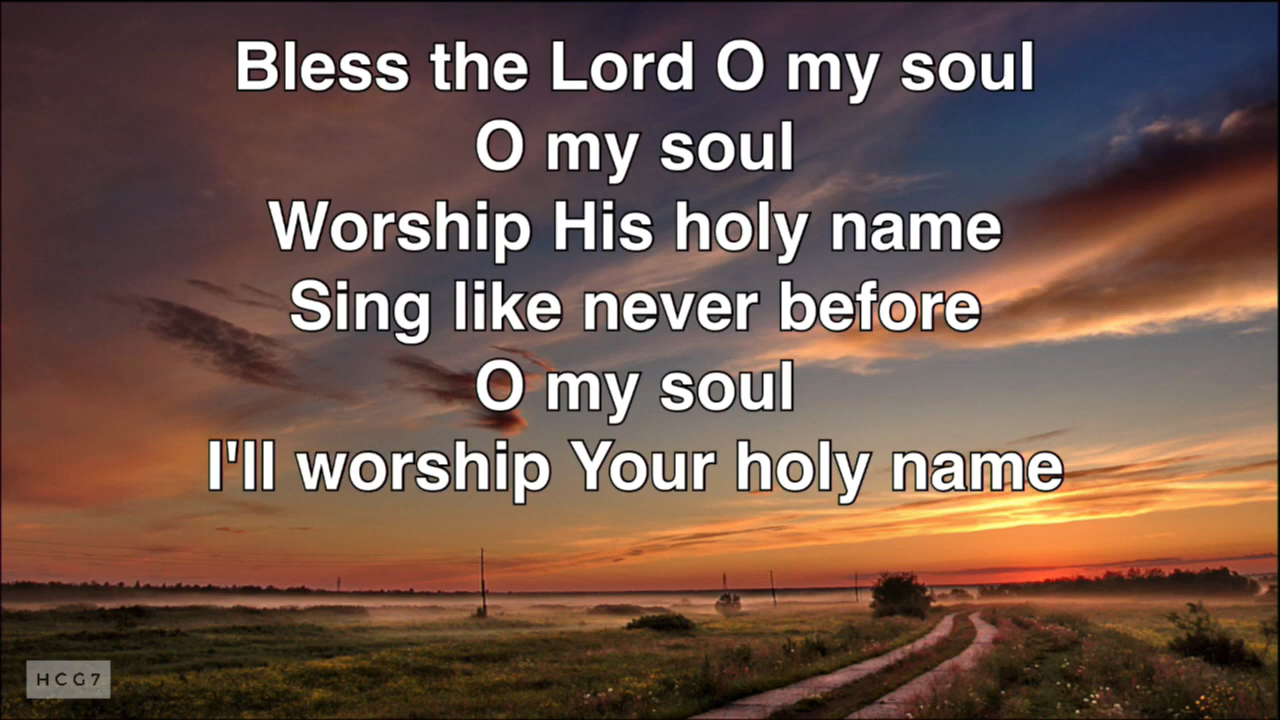 Bless the Lord O my soul
O my soul
Worship His holy name
Sing like never before
O my soul
I'll worship Your holy name
HCG7